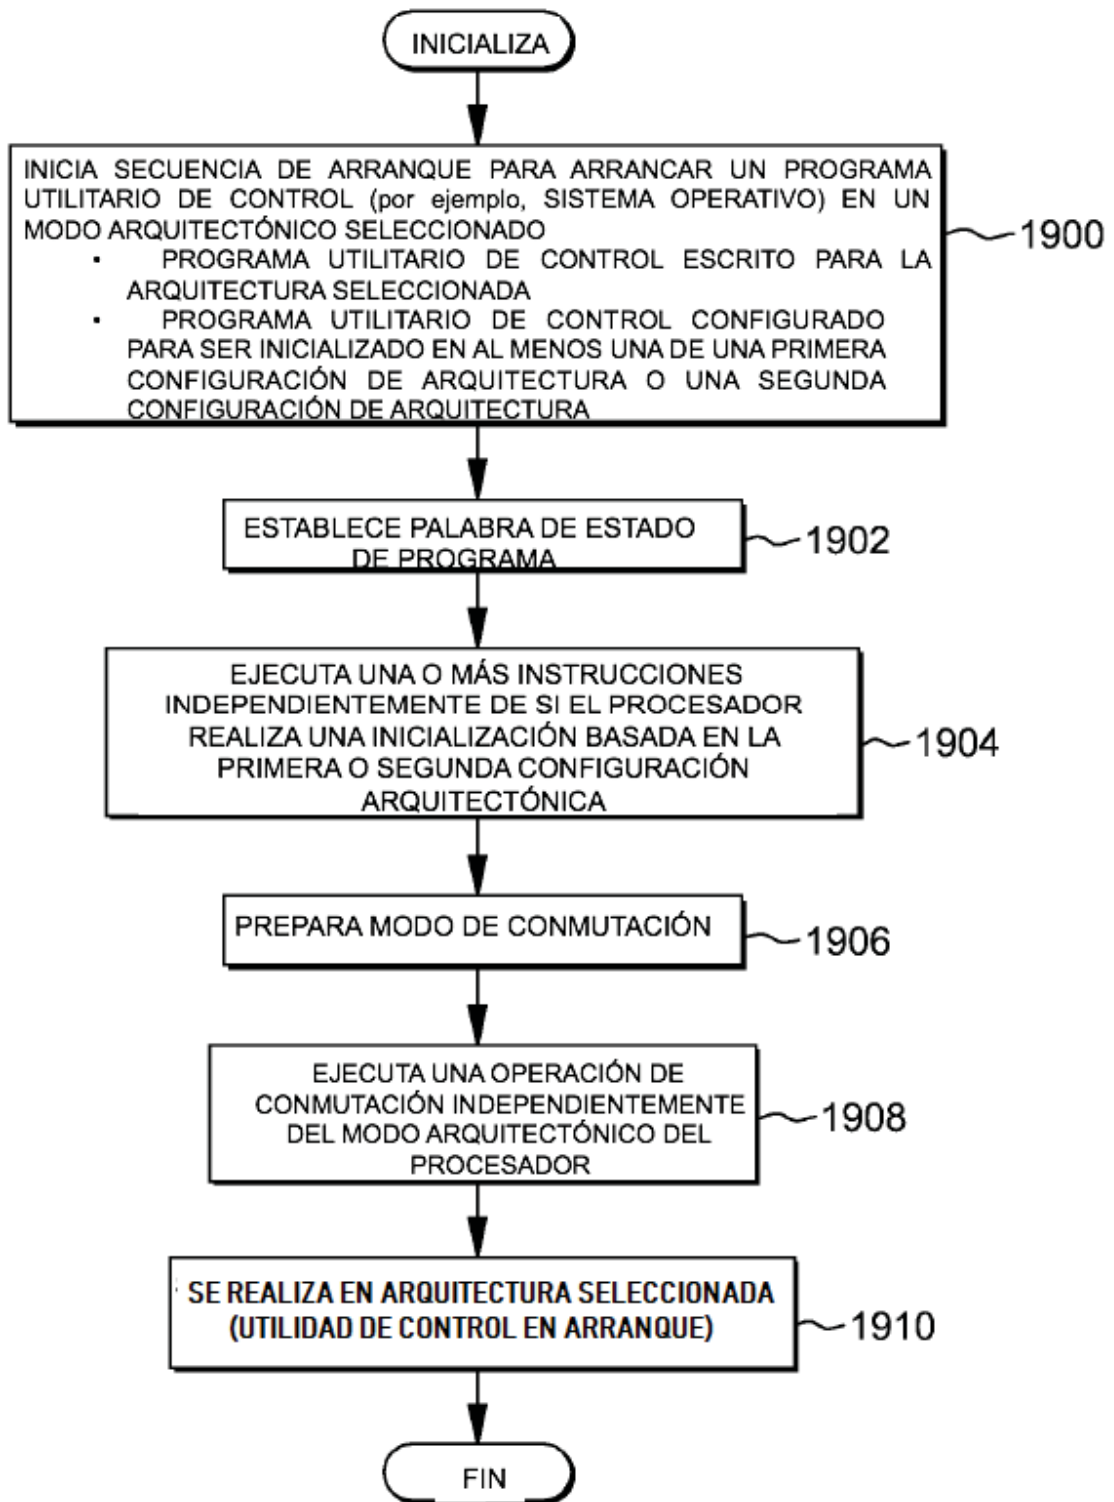 INICIALIZA
INICIA SECUENCIA DE ARRANQUE PARA ARRANCAR UN PROGRAMA
UTILITARIO DE CONTROL (por ejemplo, SISTEMA OPERATIVO) EN UN
MODO ARQUITECTÓNICO SELECCIONADO
· PROGRAMA UTILITARIO DE CONTROL ESCRITO PARA LA
ARQUITECTURA SELECCIONADA
· PROGRAMA UTILITARIO DE CONTROL CONFIGURADO
PARA SER INICIALIZADO EN AL MENOS UNA DE UNA PRIMERA
CONFIGURACIÓN DE ARQUITECTURA O UNA SEGUNDA
CONFIGURACIÓN DE ARQUITECTURA
1900
ESTABLECE PALABRA DE ESTADO
DE PROGRAMA
1902
EJECUTA UNA O MÁS INSTRUCCIONES
INDEPENDIENTEMENTE DE SI EL PROCESADOR
REALIZA UNA INICIALIZACIÓN BASADA EN LA
PRIMERA O SEGUNDA CONFIGURACIÓN
ARQUITECTÓNICA
1904
PREPARA MODO DE CONMUTACIÓN
1906
EJECUTA UNA OPERACIÓN DE
CONMUTACIÓN INDEPENDIENTEMENTE
DEL MODO ARQUITECTÓNICO DEL
PROCESADOR
1908
SE REALIZA EN ARQUITECTURA SELECCIONADA
(UTILIDAD DE CONTROL EN ARRANQUE)
1910
FIN